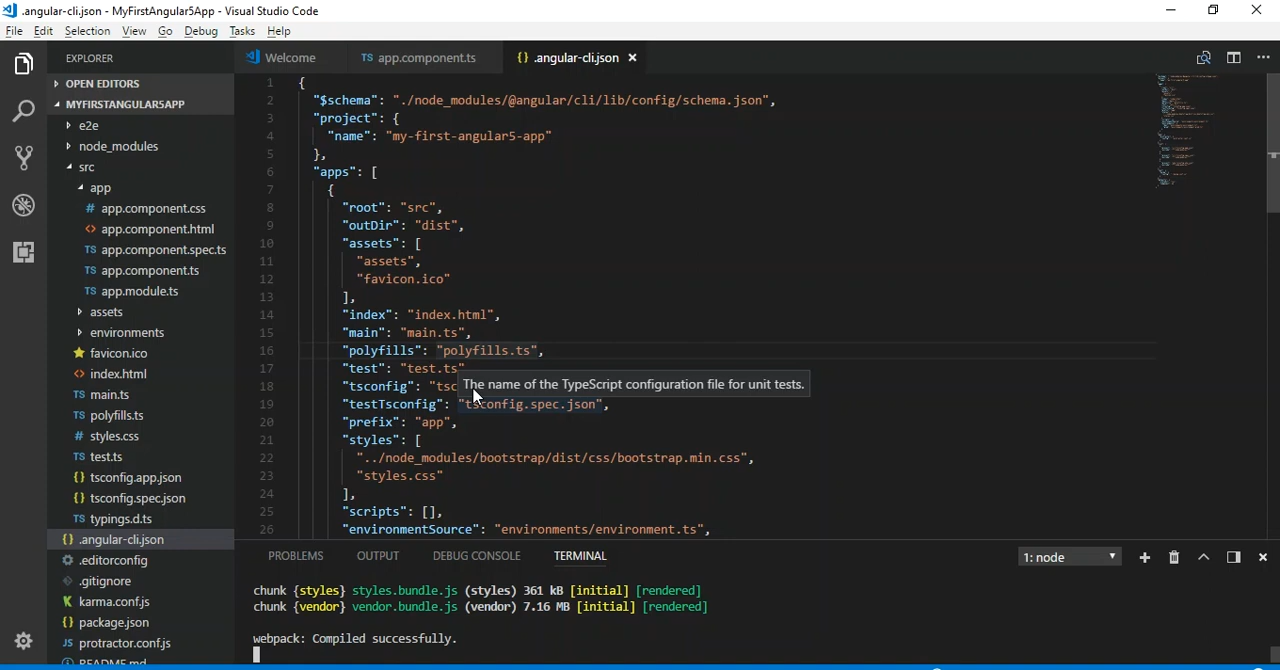 .angular-cli.json - MyFirstAngular5App - Visual Studio Code
File Edit Selection View Go Debug Tasks Help
EXPLORER
OPEN EDITORS
MYFIRSTANGULAR5APP
e2e
node_modules
src
app
# app.component.css
<> app.component.html
TS app.component.spec.ts
TS app.component.ts
TS app.module.ts
assets
environments
favicon.ico
<> index.html
TS main.ts
TS polyfills.ts
# styles.css
TS test.ts
{} tsconfig.app.json
{} tsconfig.spec.json
TS typings.d.ts
{} .angular-cli.json
.editorconfig
.gitignore
K karma.conf.js
{} package.json
JS protractor.conf.js
README.md
Welcome TS app.component.ts {} .angular-cli.json
1 {
2 "$schema": "./node_modules/@angular/cli/lib/config/schema.json",
3 "project": {
4 "name": "my-first-angular5-app"
5 },
6 "apps": [
7 {
8 "root": "src",
9 "outDir": "dist",
10 "assets": [
11 "assets",
12 "favicon.ico"
13 ],
14 "index": "index.html",
15 "main": "main.ts",
16 "polyfills": "polyfills.ts",
17 "test": "test.ts"
18 "tsconfig": "tsc
The name of the TypeScript configuration file for unit tests.
19 "testTsconfig": "tsconfig.spec.json",
20 "prefix": "app",
21 "styles": [
22 "../node_modules/bootstrap/dist/css/bootstrap.min.css",
23 "styles.css"
24 ],
25 "scripts": [],
26 "environmentSource": "environments/environment.ts",
PROBLEMS OUTPUT DEBUG CONSOLE TERMINAL 1: node
chunk {styles} styles.bundle.js (styles) 361 kB [initial] [rendered]
chunk {vendor} vendor.bundle.js (vendor) 7.16 MB [initial] [rendered]
webpack: Compiled successfully.